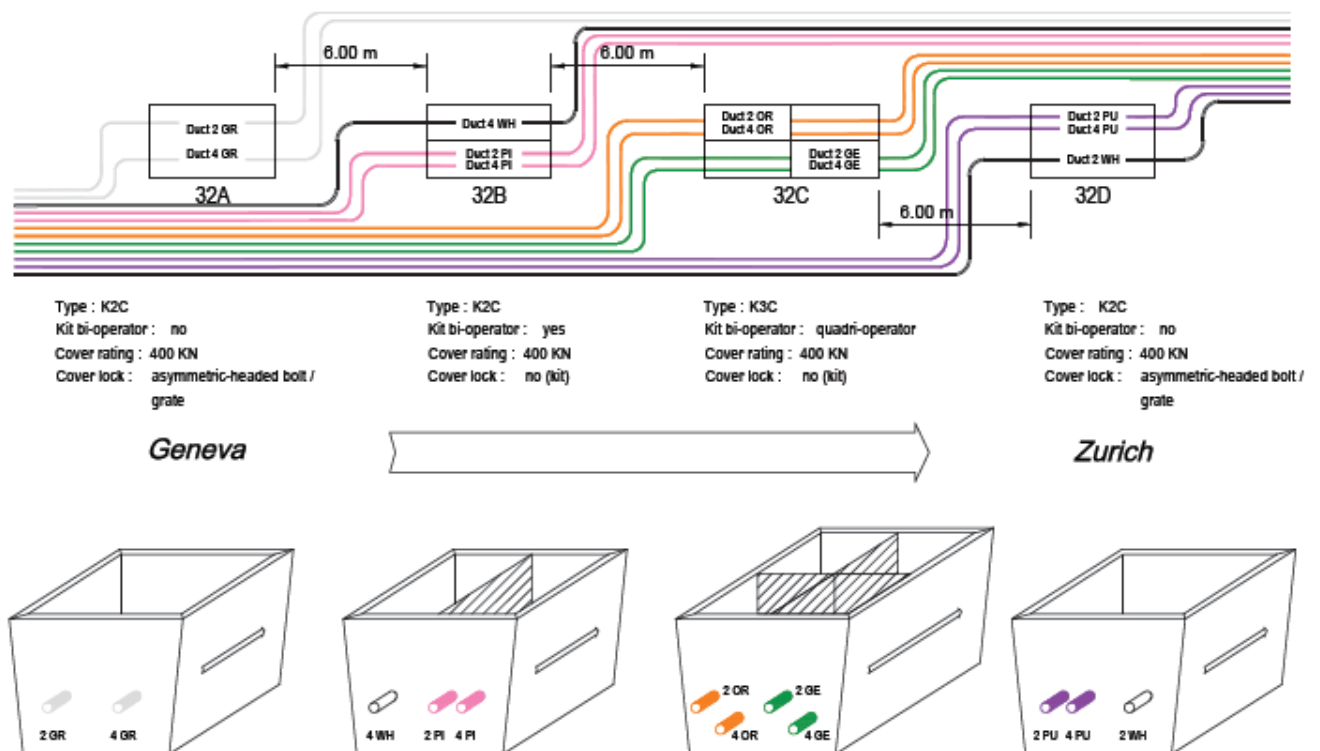 6.00 m
6.00 m
Duct 2 GR
Duct 4 GR
32A
Duct 4 WH
Duct 2 PI
Duct 4 PI
32B
Duct 2 OR
Duct 4 OR
Duct 2 GE
Duct 4 GE
32C
Duct 2 PU
Duct 4 PU
Duct 2 WH
32D
6.00 m
Type : K2C
Kit bi-operator : no
Cover rating : 400 KN
Cover lock : asymmetric-headed bolt /
grate
Type : K2C
Kit bi-operator : yes
Cover rating : 400 KN
Cover lock : no (kit)
Type : K3C
Kit bi-operator : quadri-operator
Cover rating : 400 KN
Cover lock : no (kit)
Type : K2C
Kit bi-operator : no
Cover rating : 400 KN
Cover lock : asymmetric-headed bolt /
grate
Geneva
Zurich
2 GR 4 GR
4 WH 2 PI 4 PI
2 OR 2 GE
4 OR 4 GE
2 PU 4 PU 2 WH